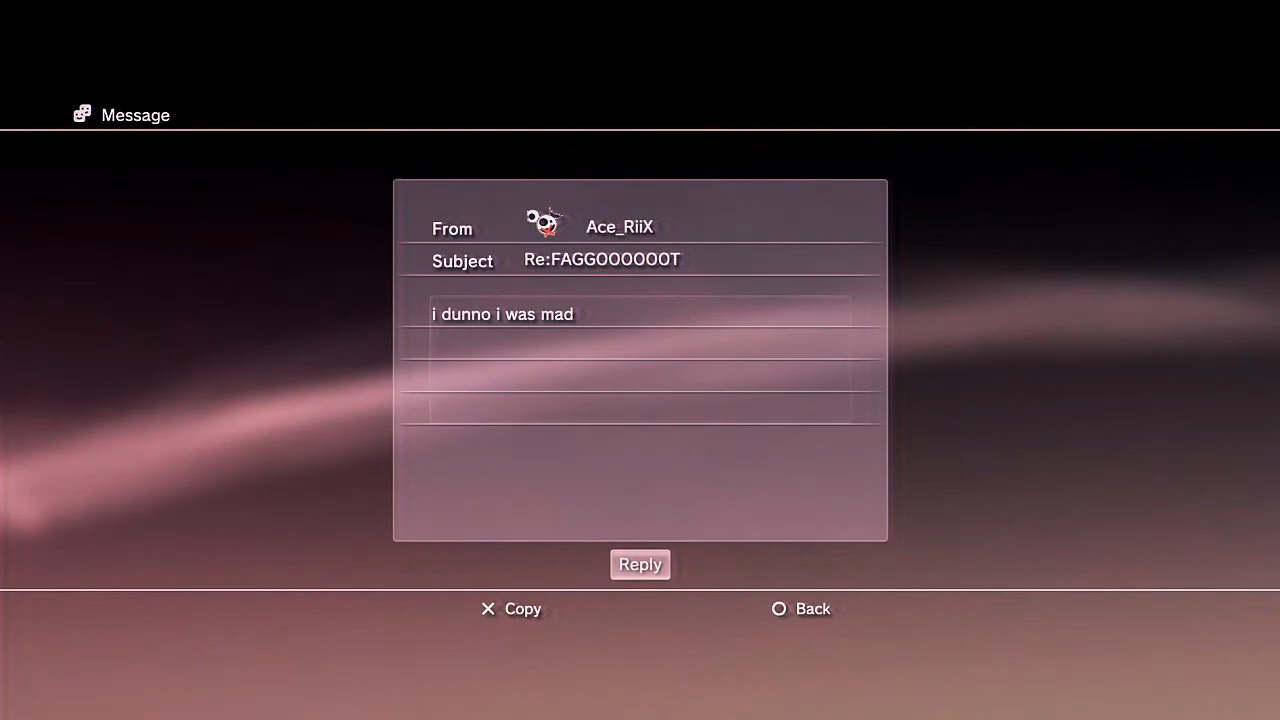 Message
From Ace_RiiX
Subject Re:FAGGOOOOOOT
i dunno i was mad
Reply
Copy Back